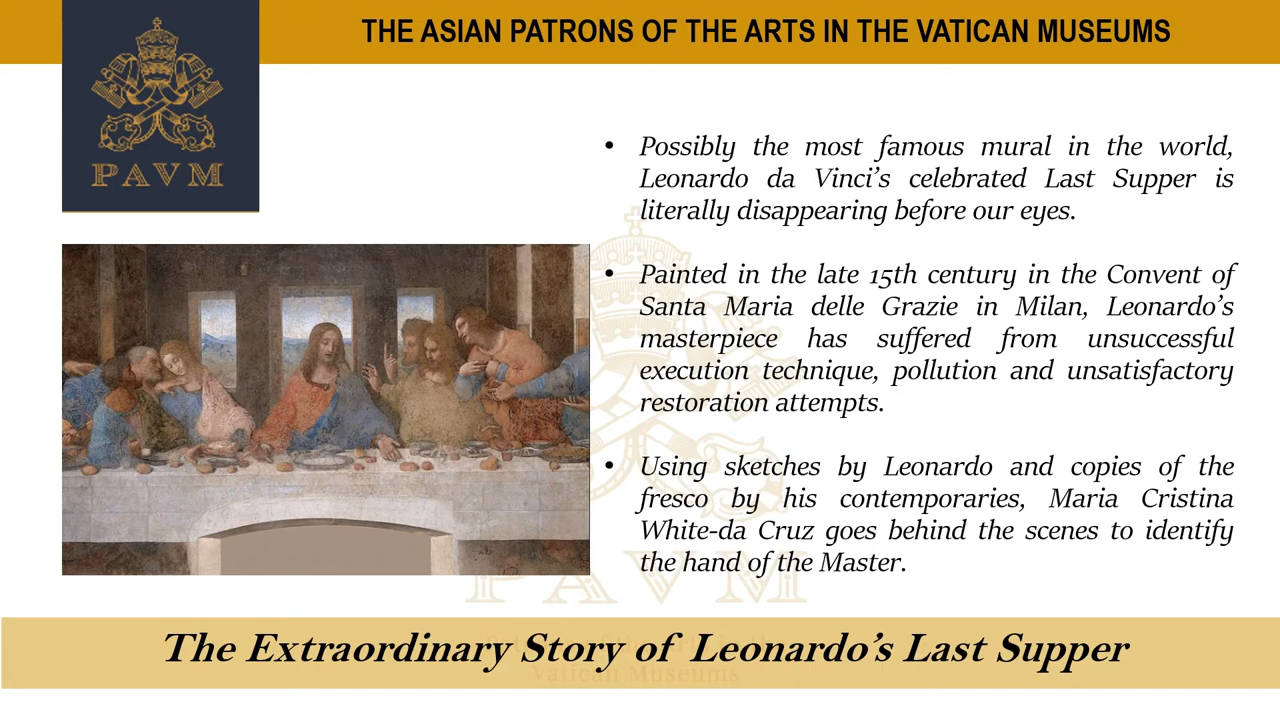 THE ASIAN PATRONS OF THE ARTS IN THE VATICAN MUSEUMS
PAVM
• Possibly the most famous mural in the world,
Leonardo da Vinci's celebrated Last Supper is
literally disappearing before our eyes.
• Painted in the late 15th century in the Convent of
Santa Maria delle Grazie in Milan, Leonardo's
masterpiece has suffered from unsuccessful
execution technique, pollution and unsatisfactory
restoration attempts.
• Using sketches by Leonardo and copies of the
fresco by his contemporaries, Maria Cristina
White-da Cruz goes behind the scenes to identify
the hand of the Master.
PAVM
The Extraordinary Story of Leonardo's Last Supper
Vatican Museums